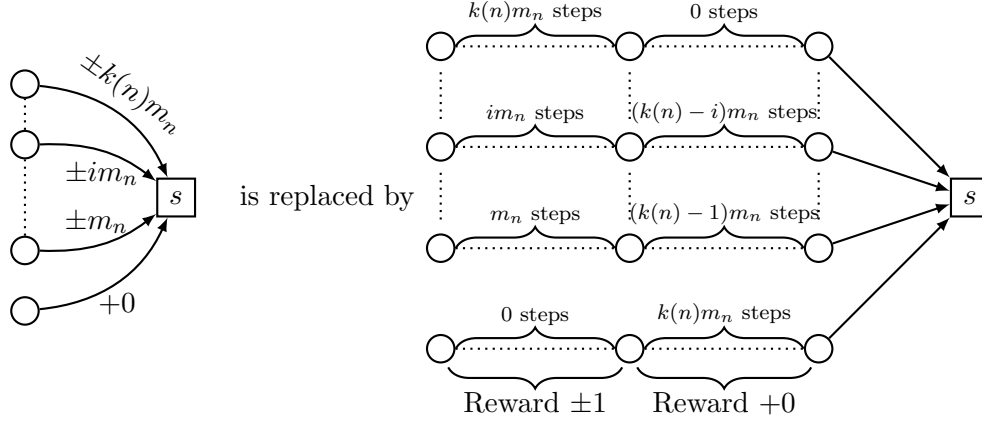 k(n)m_n steps
0 steps
±k(n)m_n
im_n steps
(k(n) − i)m_n steps
±im_n
s
is replaced by
s
±m_n
m_n steps
(k(n) − 1)m_n steps
+0
0 steps
k(n)m_n steps
Reward ±1
Reward +0